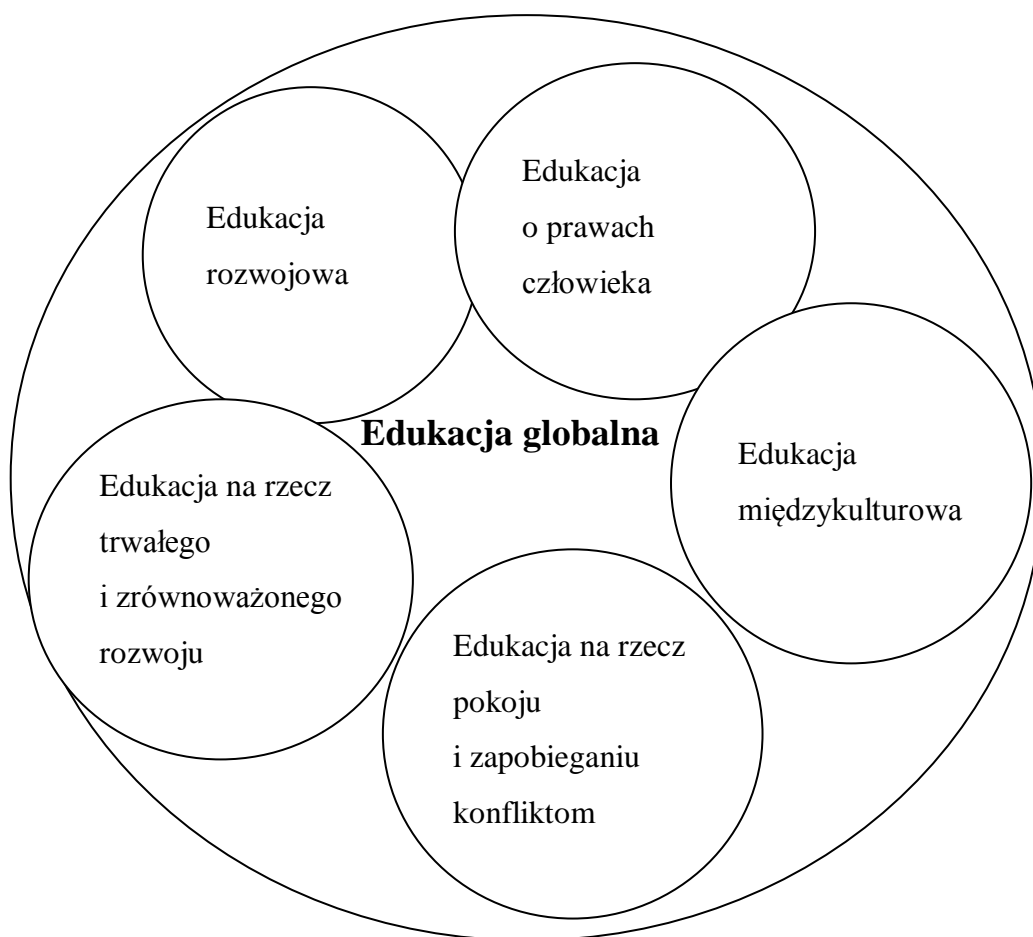 Edukacja
rozwojowa
Edukacja
o prawach
człowieka
Edukacja globalna
Edukacja
międzykulturowa
Edukacja na rzecz
trwałego
i zrównoważonego
rozwoju
Edukacja na rzecz
pokoju
i zapobieganiu
konfliktom